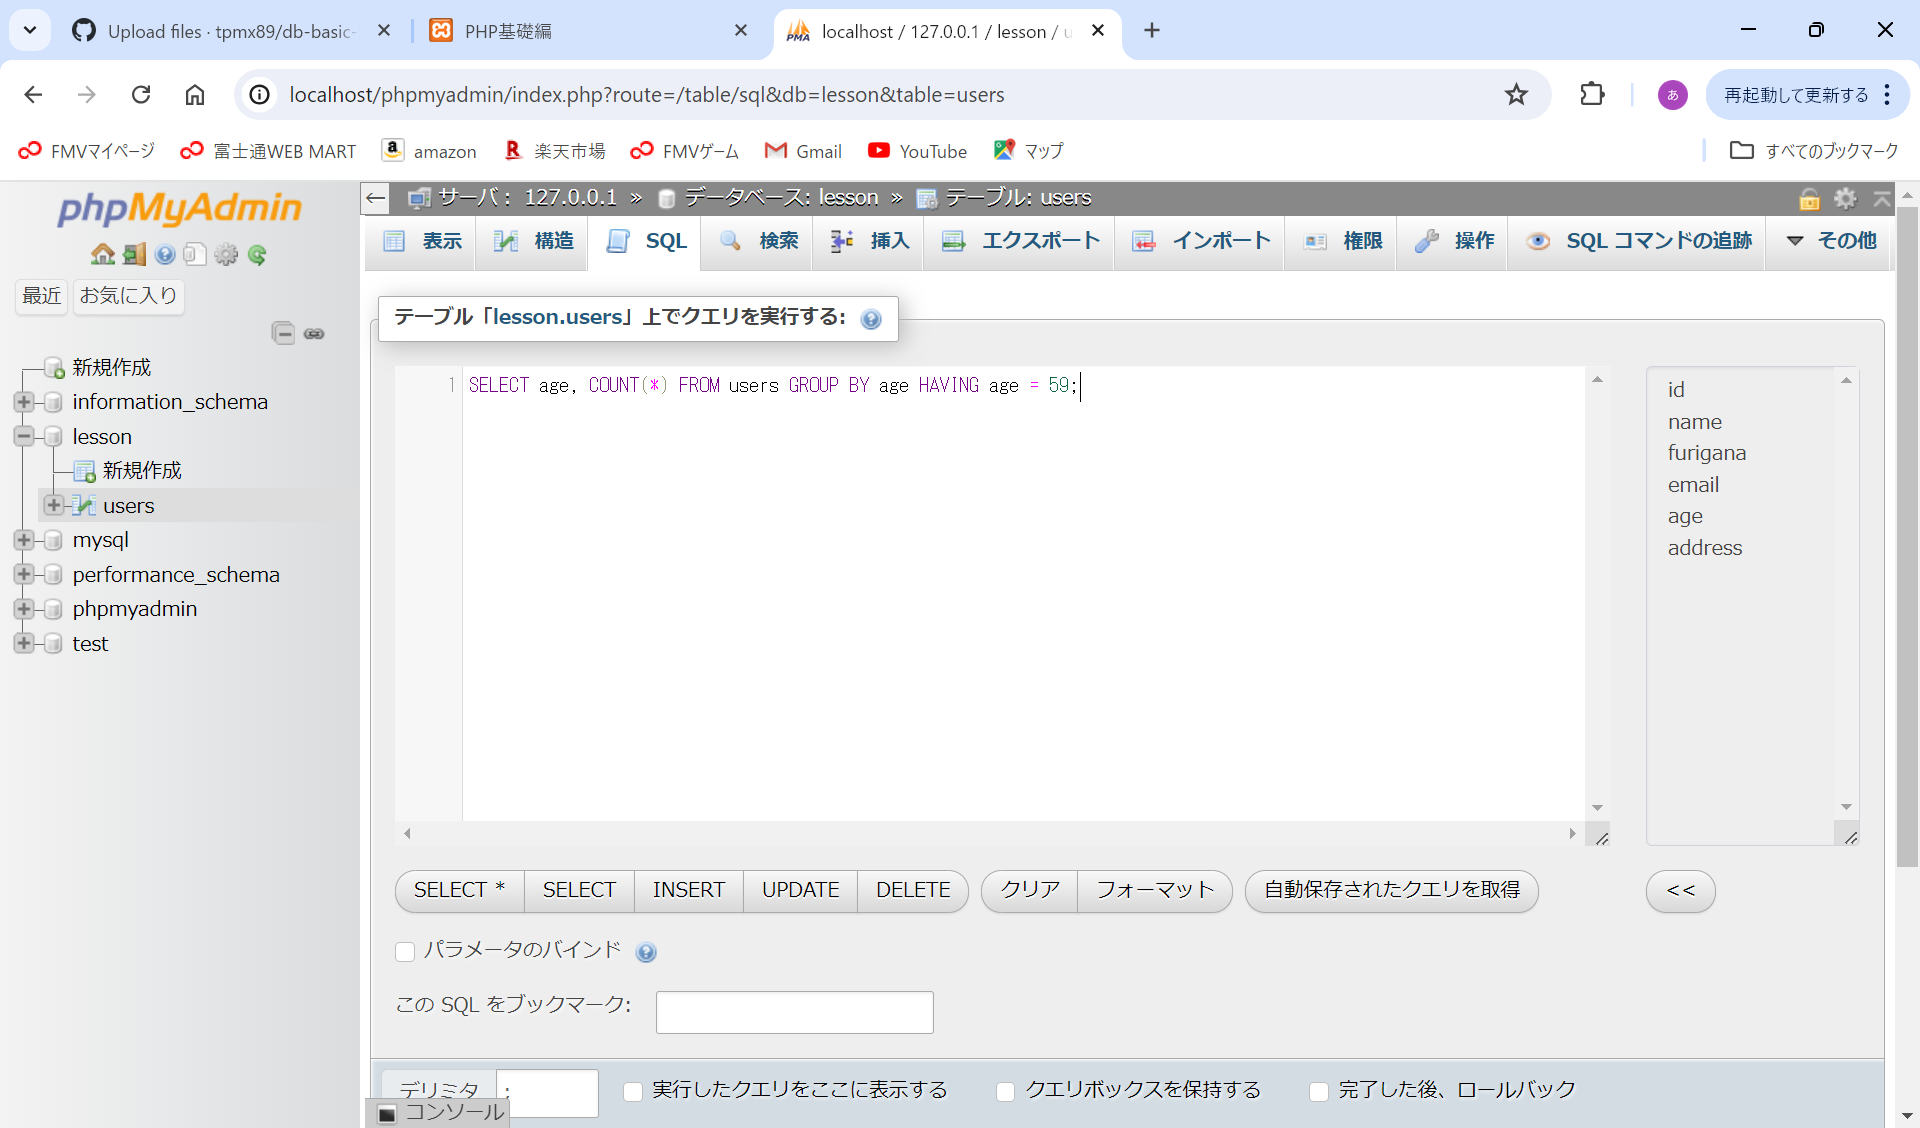 Upload files · tpmx89/db-basic-
PHP基礎編
localhost / 127.0.0.1 / lesson / u
localhost/phpmyadmin/index.php?route=/table/sql&db=lesson&table=users
あ
再起動して更新する
FMVマイページ
富士通WEB MART
amazon
楽天市場
FMVゲーム
Gmail
YouTube
マップ
すべてのブックマーク
phpMyAdmin
最近
お気に入り
新規作成
information_schema
lesson
新規作成
users
mysql
performance_schema
phpmyadmin
test
サーバ: 127.0.0.1 » データベース: lesson » テーブル: users
表示
構造
SQL
検索
挿入
エクスポート
インポート
権限
操作
SQL コマンドの追跡
その他
テーブル「lesson.users」上でクエリを実行する:
1 SELECT age, COUNT(*) FROM users GROUP BY age HAVING age = 59;
id
name
furigana
email
age
address
SELECT *
SELECT
INSERT
UPDATE
DELETE
クリア
フォーマット
自動保存されたクエリを取得
<<
パラメータのバインド
この SQL をブックマーク:
デリミタ ;
実行したクエリをここに表示する
クエリボックスを保持する
完了した後、ロールバック
コンソール